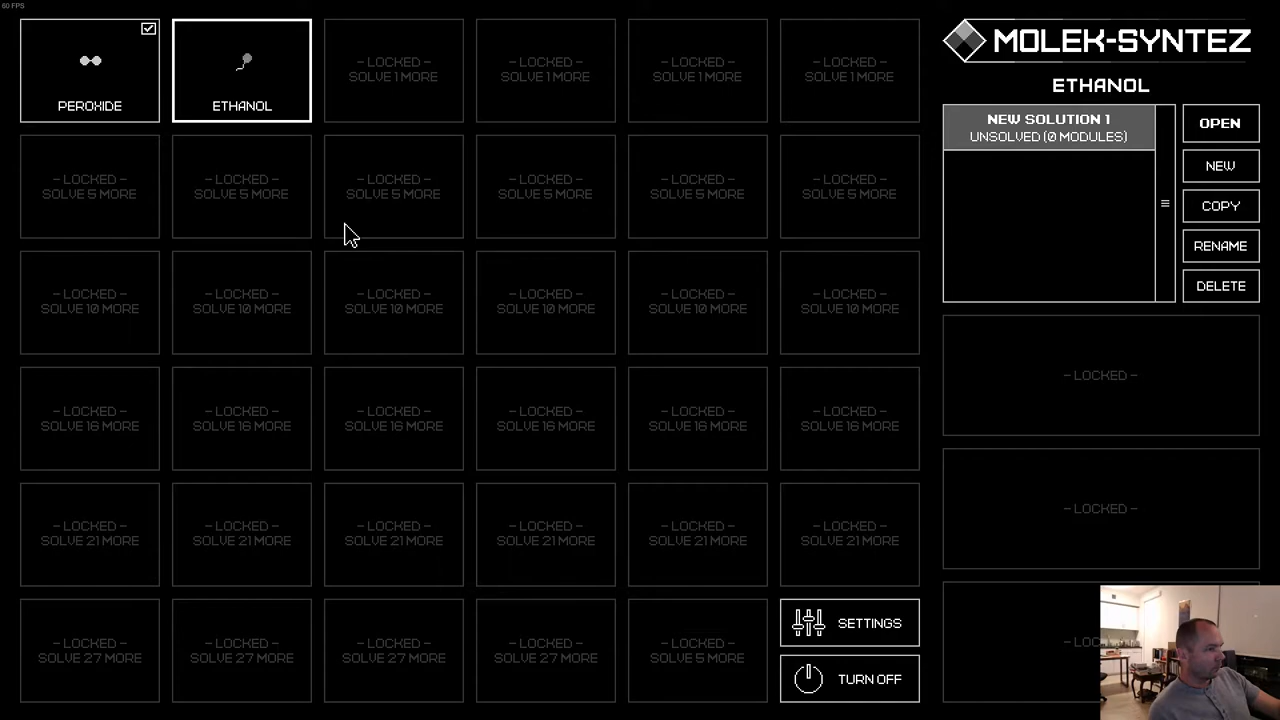 60 FPS
PEROXIDE
ETHANOL
– LOCKED –
SOLVE 1 MORE
– LOCKED –
SOLVE 1 MORE
– LOCKED –
SOLVE 1 MORE
– LOCKED –
SOLVE 1 MORE
– LOCKED –
SOLVE 5 MORE
– LOCKED –
SOLVE 5 MORE
– LOCKED –
SOLVE 5 MORE
– LOCKED –
SOLVE 5 MORE
– LOCKED –
SOLVE 5 MORE
– LOCKED –
SOLVE 5 MORE
– LOCKED –
SOLVE 10 MORE
– LOCKED –
SOLVE 10 MORE
– LOCKED –
SOLVE 10 MORE
– LOCKED –
SOLVE 10 MORE
– LOCKED –
SOLVE 10 MORE
– LOCKED –
SOLVE 10 MORE
– LOCKED –
SOLVE 16 MORE
– LOCKED –
SOLVE 16 MORE
– LOCKED –
SOLVE 16 MORE
– LOCKED –
SOLVE 16 MORE
– LOCKED –
SOLVE 16 MORE
– LOCKED –
SOLVE 16 MORE
– LOCKED –
SOLVE 21 MORE
– LOCKED –
SOLVE 21 MORE
– LOCKED –
SOLVE 21 MORE
– LOCKED –
SOLVE 21 MORE
– LOCKED –
SOLVE 21 MORE
– LOCKED –
SOLVE 21 MORE
– LOCKED –
SOLVE 27 MORE
– LOCKED –
SOLVE 27 MORE
– LOCKED –
SOLVE 27 MORE
– LOCKED –
SOLVE 27 MORE
– LOCKED –
SOLVE 5 MORE
SETTINGS
TURN OFF
MOLEK-SYNTEZ
ETHANOL
NEW SOLUTION 1
UNSOLVED (0 MODULES)
OPEN
NEW
COPY
RENAME
DELETE
– LOCKED –
– LOCKED –